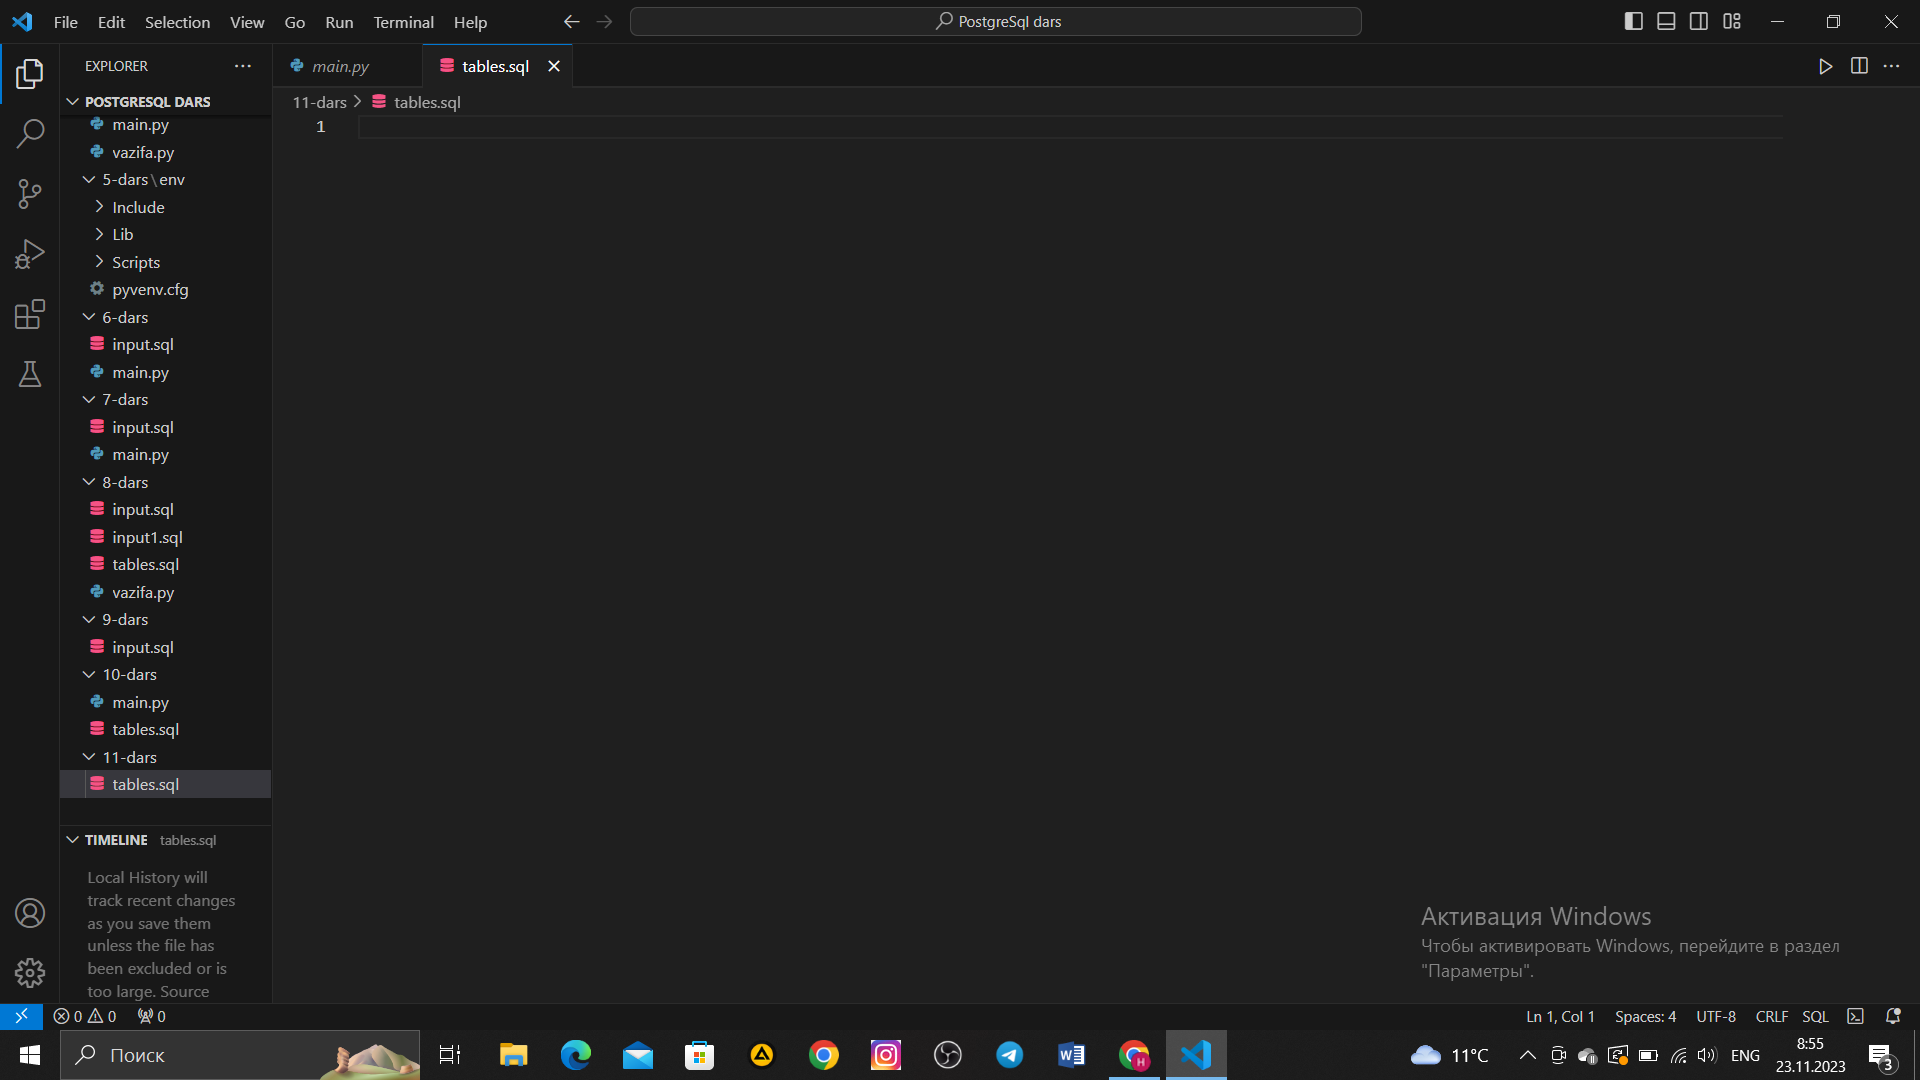 File Edit Selection View Go Run Terminal Help
PostgreSql dars
EXPLORER
main.py
tables.sql
POSTGRESQL DARS
11-dars
tables.sql
1
main.py
vazifa.py
5-dars\env
Include
Lib
Scripts
pyvenv.cfg
6-dars
input.sql
main.py
7-dars
input.sql
main.py
8-dars
input.sql
input1.sql
tables.sql
vazifa.py
9-dars
input.sql
10-dars
main.py
tables.sql
11-dars
tables.sql
TIMELINE tables.sql
Local History will
track recent changes
as you save them
unless the file has
been excluded or is
too large. Source
Активация Windows
Чтобы активировать Windows, перейдите в раздел
"Параметры".
0 0 0
Ln 1, Col 1 Spaces: 4 UTF-8 CRLF SQL
Поиск
11°C
ENG
8:55
23.11.2023
3